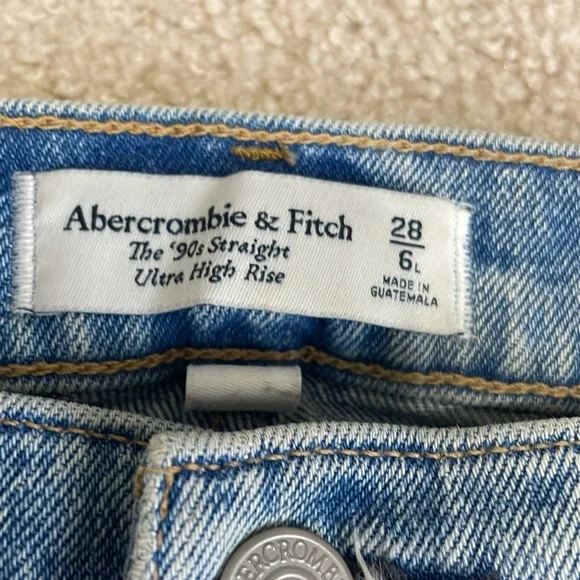 Abercrombie & Fitch
The '90s Straight
Ultra High Rise
28
6L
MADE IN
GUATEMALA
ABERCROMBIE